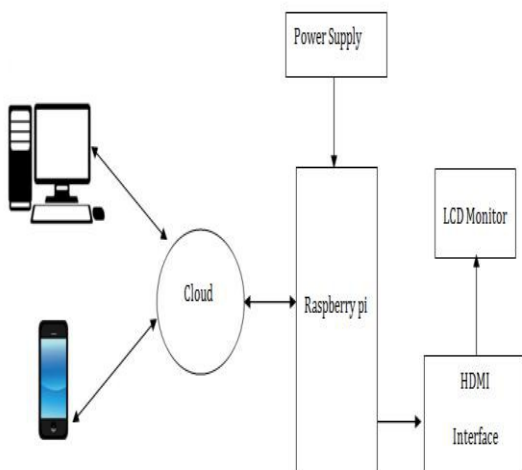 Power Supply
LCD Monitor
Cloud
Raspberry pi
HDMI
Interface